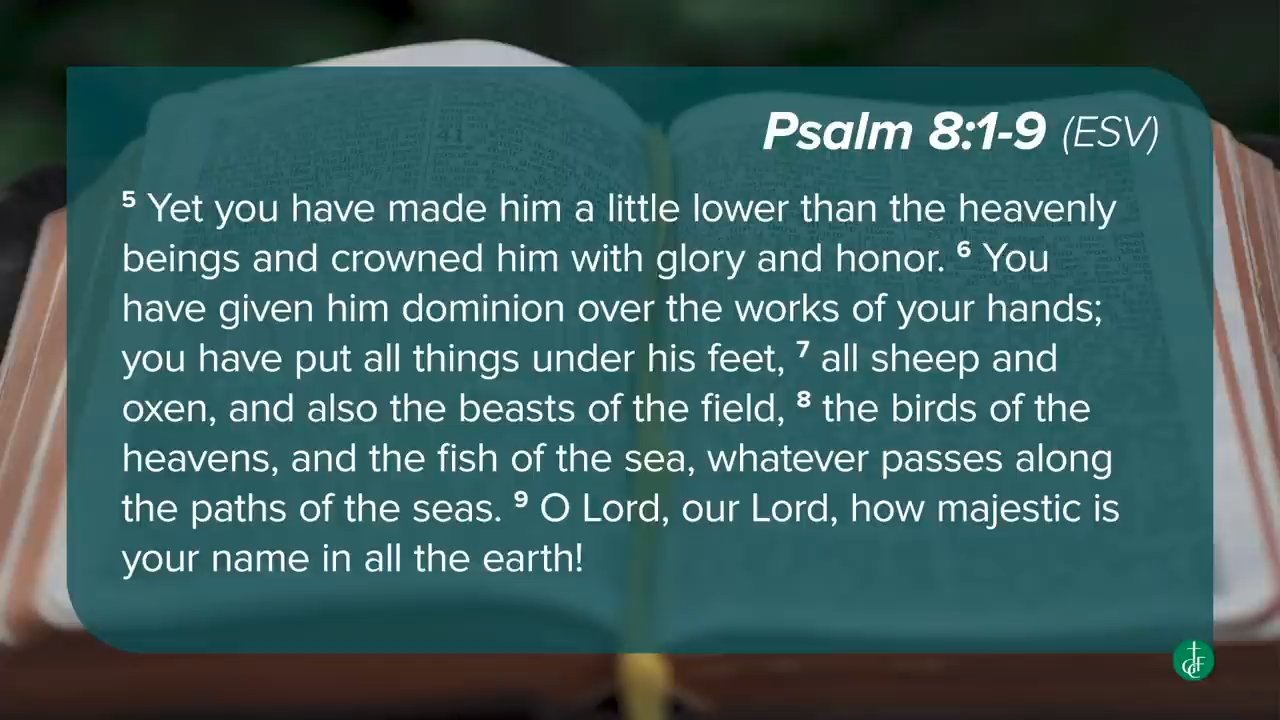 Psalm 8:1-9 (ESV)
5 Yet you have made him a little lower than the heavenly
beings and crowned him with glory and honor. 6 You
have given him dominion over the works of your hands;
you have put all things under his feet, 7 all sheep and
oxen, and also the beasts of the field, 8 the birds of the
heavens, and the fish of the sea, whatever passes along
the paths of the seas. 9 O Lord, our Lord, how majestic is
your name in all the earth!